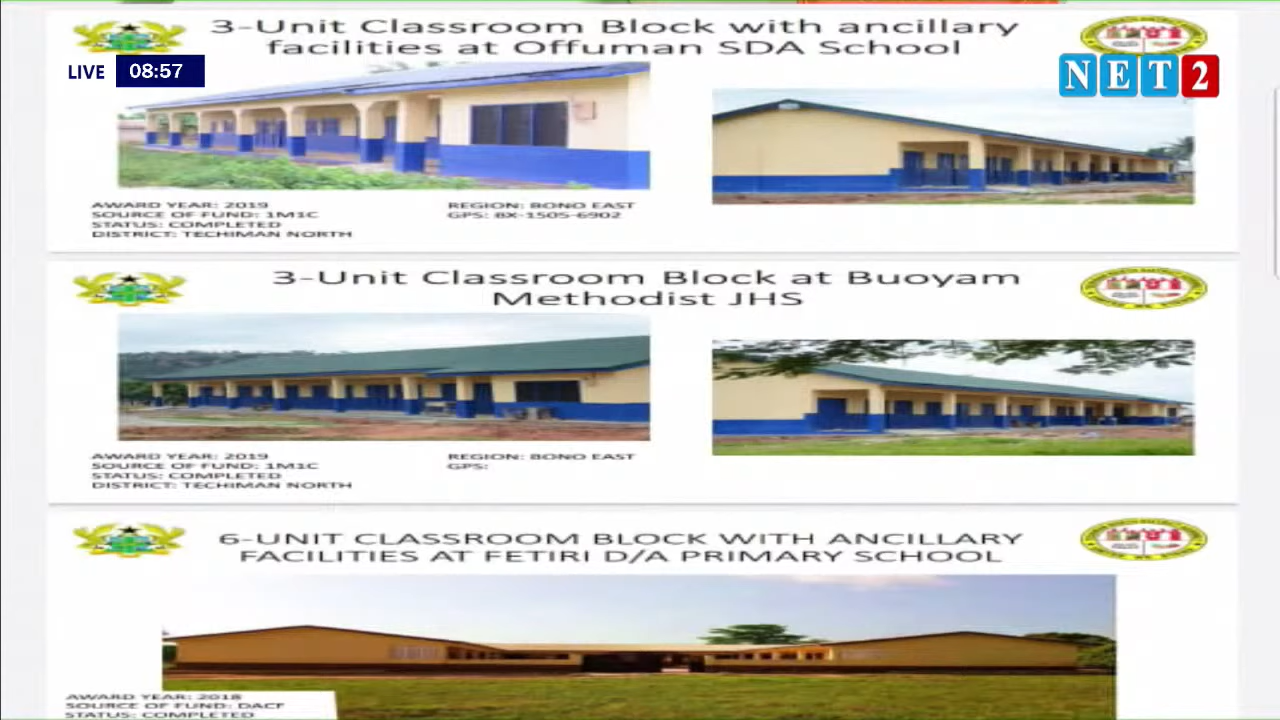 3-Unit Classroom Block with ancillary
facilities at Offuman SDA School
LIVE 08:57
NET2
AWARD YEAR: 2019
SOURCE OF FUND: 1M1C
STATUS: COMPLETED
DISTRICT: TECHIMAN NORTH
REGION: BONO EAST
GPS: BX-1505-6902
3-Unit Classroom Block at Buoyam
Methodist JHS
AWARD YEAR: 2019
SOURCE OF FUND: 1M1C
STATUS: COMPLETED
DISTRICT: TECHIMAN NORTH
REGION: BONO EAST
GPS:
6-UNIT CLASSROOM BLOCK WITH ANCILLARY
FACILITIES AT FETIRI D/A PRIMARY SCHOOL
AWARD YEAR: 2018
SOURCE OF FUND: DACF
STATUS: COMPLETED